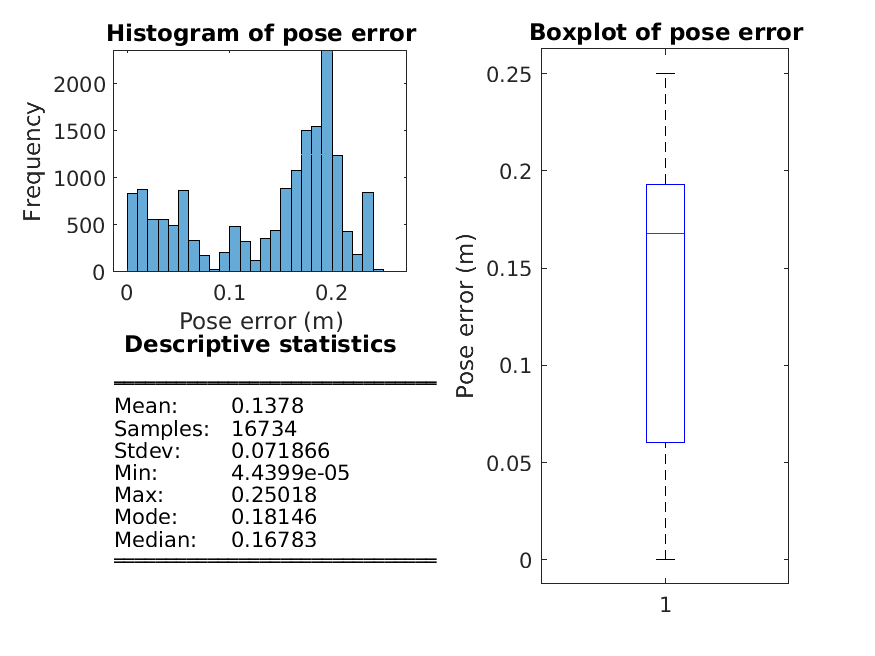 Histogram of pose error
Frequency
2000
1500
1000
500
0
0 0.1 0.2
Pose error (m)
Descriptive statistics
Mean: 0.1378
Samples: 16734
Stdev: 0.071866
Min: 4.4399e-05
Max: 0.25018
Mode: 0.18146
Median: 0.16783
Boxplot of pose error
Pose error (m)
0.25
0.2
0.15
0.1
0.05
0
1